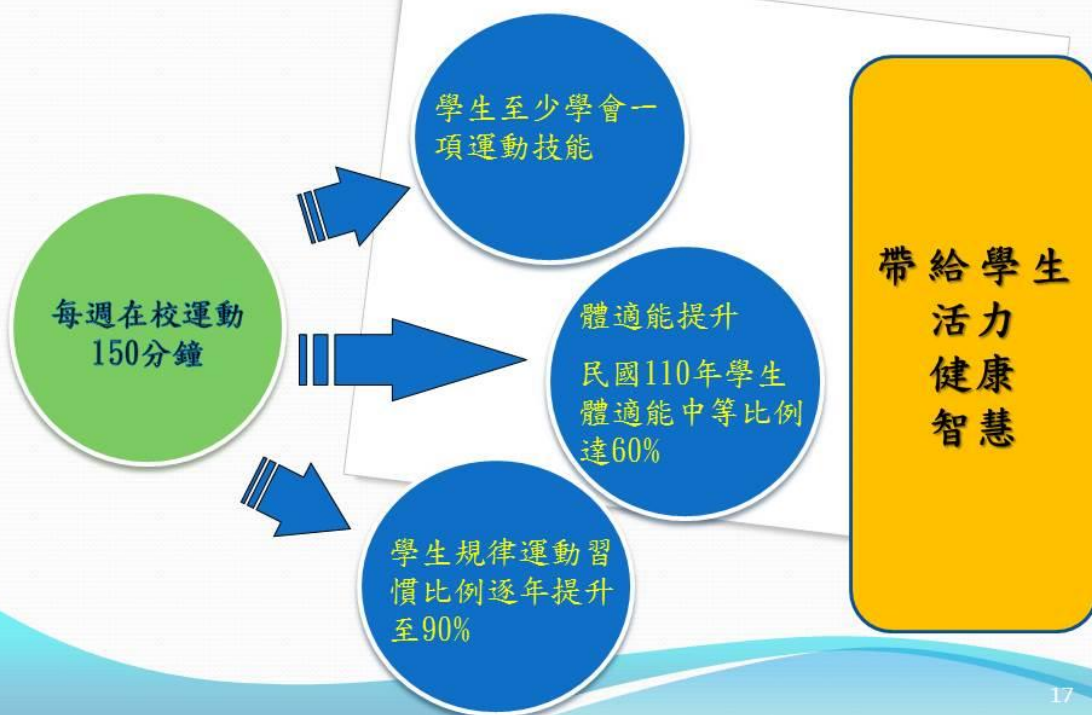 每週在校運動
150分鐘
學生至少學會一
項運動技能
體適能提升
民國110年學生
體適能中等比例
達60%
學生規律運動習
慣比例逐年提升
至90%
帶給學生
活力
健康
智慧
17